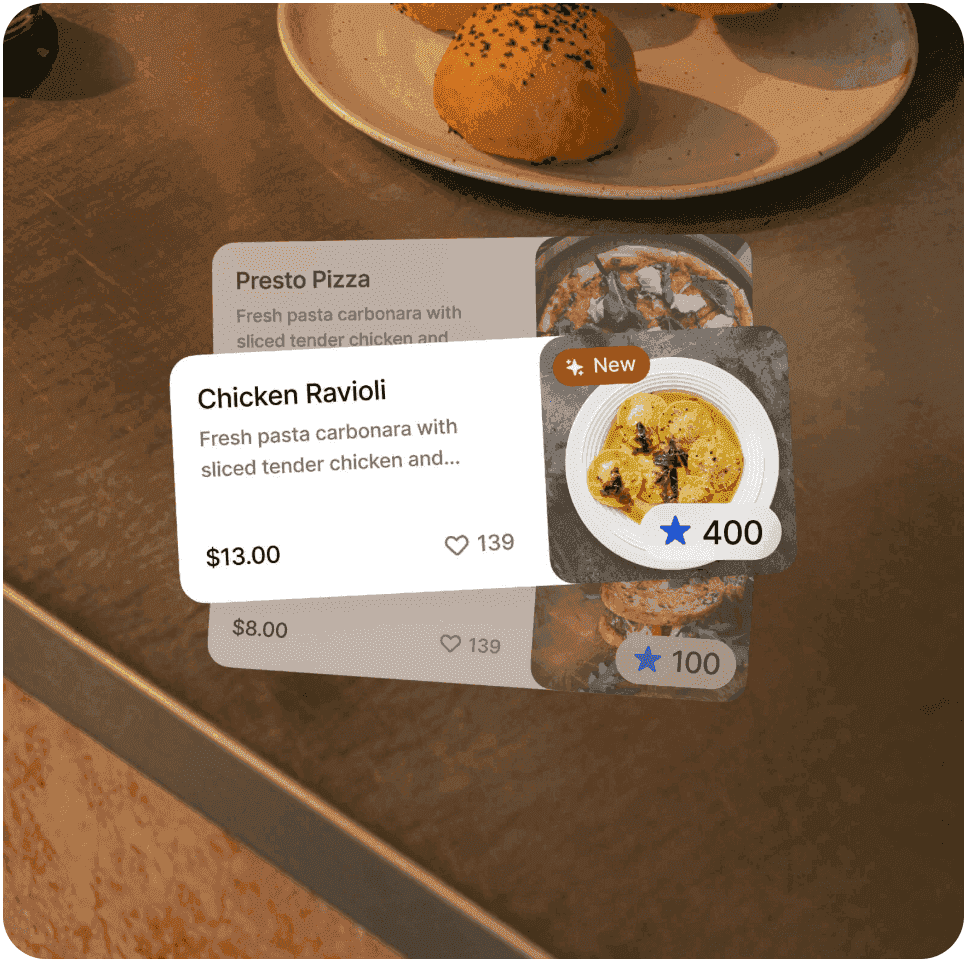 Presto Pizza
Fresh pasta carbonara with
sliced tender chicken and
New
Chicken Ravioli
Fresh pasta carbonara with
sliced tender chicken and...
$13.00
139
400
$8.00
139
100